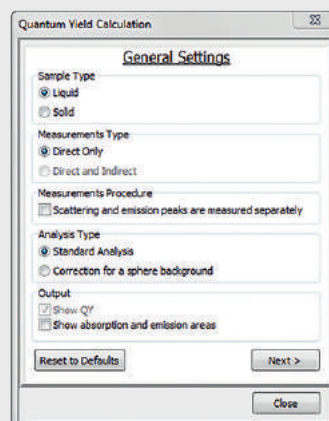 Quantum Yield Calculation
General Settings
Sample Type
Liquid
Solid
Measurements Type
Direct Only
Direct and Indirect
Measurements Procedure
Scattering and emission peaks are measured separately
Analysis Type
Standard Analysis
Correction for a sphere background
Output
Show QY
Show absorption and emission areas
Reset to Defaults
Next >
Close